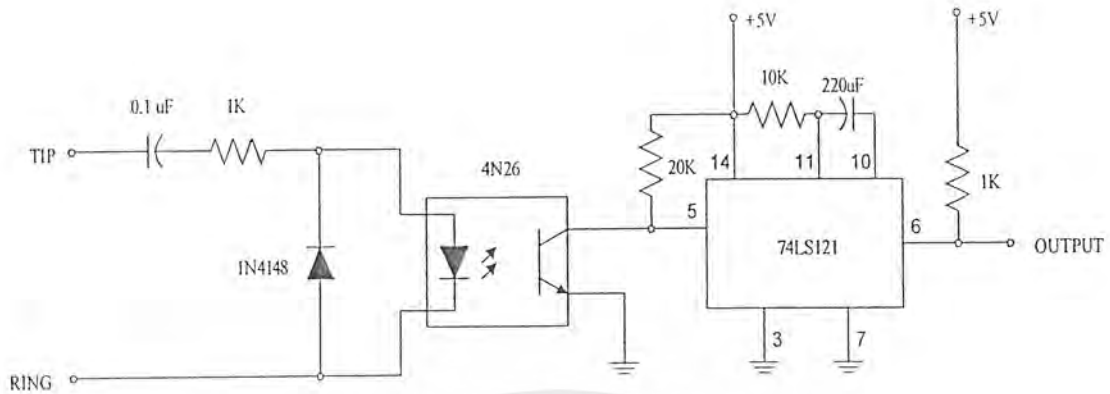 +5V
+5V
0.1 uF
1K
10K
220uF
TIP
4N26
20K
14
11
10
1K
5
6
74LS121
OUTPUT
1N4148
3
7
RING